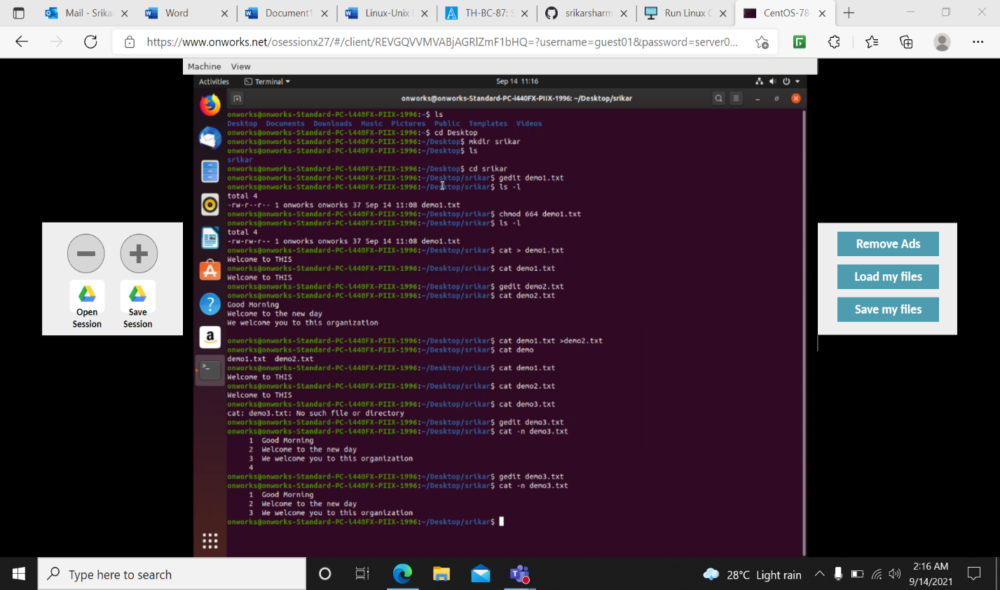 Mail - Srika
Word
Document1
Linux-Unix
TH-BC-87: S
srikarsharm
Run Linux C
CentOS-78-
https://www.onworks.net/osessionx27/#/client/REVGQVVMVABjAGRlZmF1bHQ=?username=guest01&password=server0...
Machine View
Activities Terminal Sep 14 11:16
onworks@onworks-Standard-PC-i440FX-PIIX-1996: ~/Desktop/srikar
onworks@onworks-Standard-PC-i440FX-PIIX-1996:~$ ls
Desktop Documents Downloads Music Pictures Public Templates Videos
onworks@onworks-Standard-PC-i440FX-PIIX-1996:~$ cd Desktop
onworks@onworks-Standard-PC-i440FX-PIIX-1996:~/Desktop$ mkdir srikar
onworks@onworks-Standard-PC-i440FX-PIIX-1996:~/Desktop$ ls
srikar
onworks@onworks-Standard-PC-i440FX-PIIX-1996:~/Desktop$ cd srikar
onworks@onworks-Standard-PC-i440FX-PIIX-1996:~/Desktop/srikar$ gedit demo1.txt
onworks@onworks-Standard-PC-i440FX-PIIX-1996:~/Desktop/srikar$ ls -l
total 4
-rw-r--r-- 1 onworks onworks 37 Sep 14 11:08 demo1.txt
onworks@onworks-Standard-PC-i440FX-PIIX-1996:~/Desktop/srikar$ chmod 664 demo1.txt
onworks@onworks-Standard-PC-i440FX-PIIX-1996:~/Desktop/srikar$ ls -l
total 4
-rw-rw-r-- 1 onworks onworks 37 Sep 14 11:08 demo1.txt
onworks@onworks-Standard-PC-i440FX-PIIX-1996:~/Desktop/srikar$ cat > demo1.txt
Welcome to THIS
onworks@onworks-Standard-PC-i440FX-PIIX-1996:~/Desktop/srikar$ cat demo1.txt
Welcome to THIS
onworks@onworks-Standard-PC-i440FX-PIIX-1996:~/Desktop/srikar$ gedit demo2.txt
onworks@onworks-Standard-PC-i440FX-PIIX-1996:~/Desktop/srikar$ cat demo2.txt
Good Morning
Welcome to the new day
We welcome you to this organization
onworks@onworks-Standard-PC-i440FX-PIIX-1996:~/Desktop/srikar$ cat demo1.txt >demo2.txt
onworks@onworks-Standard-PC-i440FX-PIIX-1996:~/Desktop/srikar$ cat demo
demo1.txt demo2.txt
onworks@onworks-Standard-PC-i440FX-PIIX-1996:~/Desktop/srikar$ cat demo1.txt
Welcome to THIS
onworks@onworks-Standard-PC-i440FX-PIIX-1996:~/Desktop/srikar$ cat demo2.txt
Welcome to THIS
onworks@onworks-Standard-PC-i440FX-PIIX-1996:~/Desktop/srikar$ cat demo3.txt
cat: demo3.txt: No such file or directory
onworks@onworks-Standard-PC-i440FX-PIIX-1996:~/Desktop/srikar$ gedit demo3.txt
onworks@onworks-Standard-PC-i440FX-PIIX-1996:~/Desktop/srikar$ cat -n demo3.txt
1 Good Morning
2 Welcome to the new day
3 We welcome you to this organization
4
onworks@onworks-Standard-PC-i440FX-PIIX-1996:~/Desktop/srikar$ gedit demo3.txt
onworks@onworks-Standard-PC-i440FX-PIIX-1996:~/Desktop/srikar$ cat -n demo3.txt
1 Good Morning
2 Welcome to the new day
3 We welcome you to this organization
onworks@onworks-Standard-PC-i440FX-PIIX-1996:~/Desktop/srikar$
Open Session
Save Session
Remove Ads
Load my files
Save my files
Type here to search
28°C Light rain
2:16 AM
9/14/2021